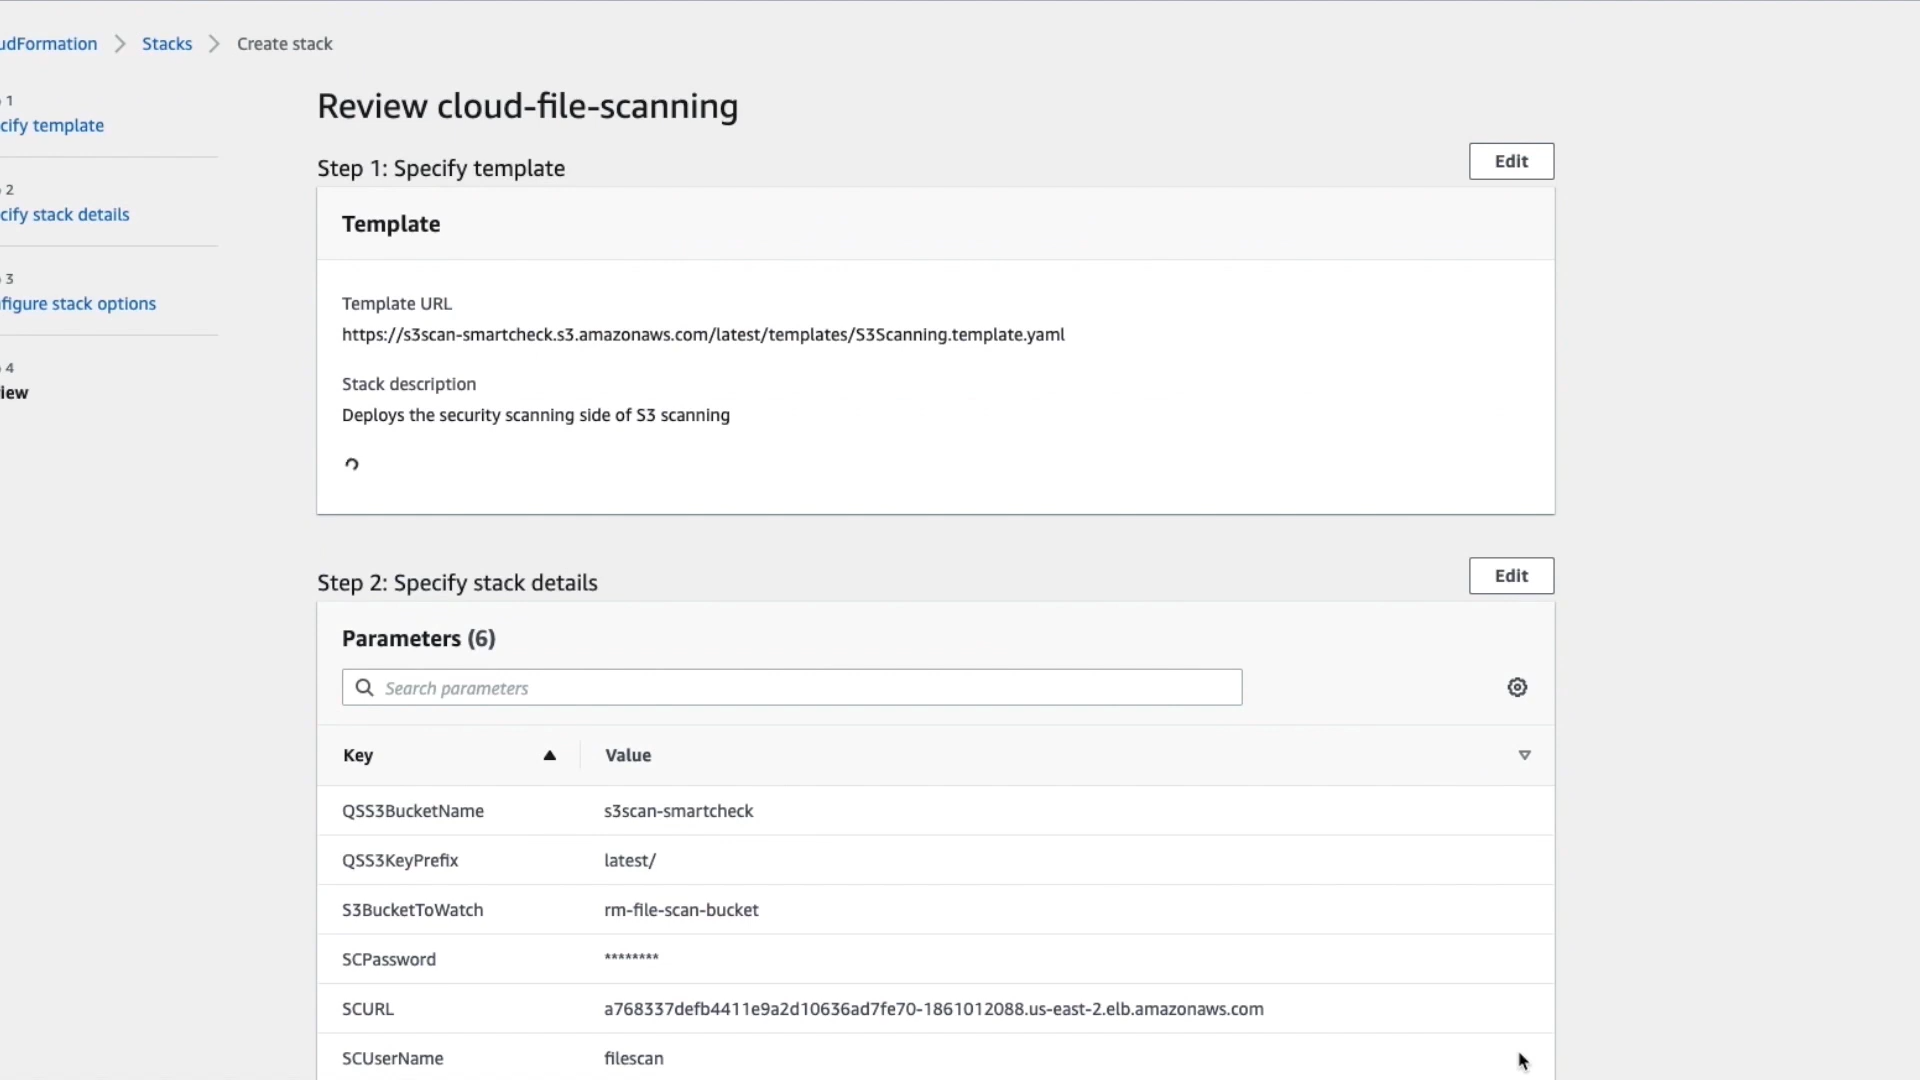 udFormation > Stacks > Create stack
1
cify template
2
cify stack details
3
figure stack options
4
iew
Review cloud-file-scanning
Step 1: Specify template
Edit
Template
Template URL
https://s3scan-smartcheck.s3.amazonaws.com/latest/templates/S3Scanning.template.yaml
Stack description
Deploys the security scanning side of S3 scanning
Step 2: Specify stack details
Edit
Parameters (6)
Search parameters
Key Value
QSS3BucketName s3scan-smartcheck
QSS3KeyPrefix latest/
S3BucketToWatch rm-file-scan-bucket
SCPassword ********
SCURL a768337defb4411e9a2d10636ad7fe70-1861012088.us-east-2.elb.amazonaws.com
SCUserName filescan